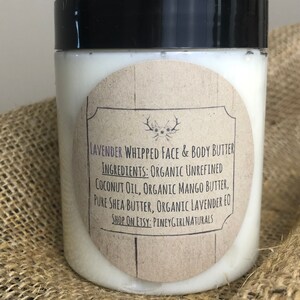 Lavender Whipped Face & Body Butter
Ingredients: Organic Unrefined
Coconut Oil, Organic Mango Butter,
Pure Shea Butter, Organic Lavender EO
Shop On Etsy: PineyGirlNaturals